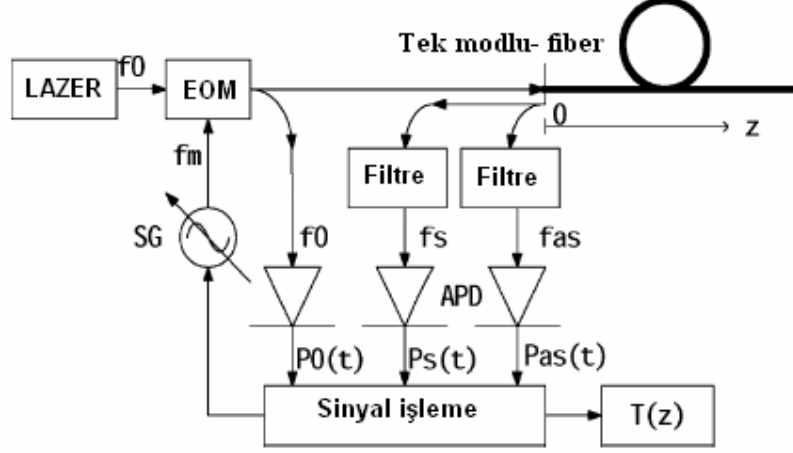 Tek modlu- fiber
LAZER
f0
EOM
0
z
fm
Filtre
Filtre
SG
f0
fs
fas
APD
P0(t)
Ps(t)
Pas(t)
Sinyal işleme
T(z)